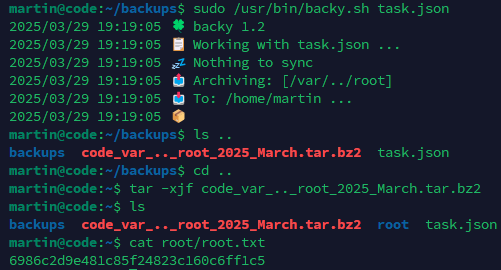 martin@code:~/backups$ sudo /usr/bin/backy.sh task.json
2025/03/29 19:19:05 🍀 backy 1.2
2025/03/29 19:19:05 📋 Working with task.json ...
2025/03/29 19:19:05 💤 Nothing to sync
2025/03/29 19:19:05 📤 Archiving: [/var/../root]
2025/03/29 19:19:05 📥 To: /home/martin ...
2025/03/29 19:19:05 📦
martin@code:~/backups$ ls ..
backups code_var_.._root_2025_March.tar.bz2 task.json
martin@code:~/backups$ cd ..
martin@code:~$ tar -xjf code_var_.._root_2025_March.tar.bz2
martin@code:~$ ls
backups code_var_.._root_2025_March.tar.bz2 root task.json
martin@code:~$ cat root/root.txt
6986c2d9e481c85f24823c160c6ff1c5